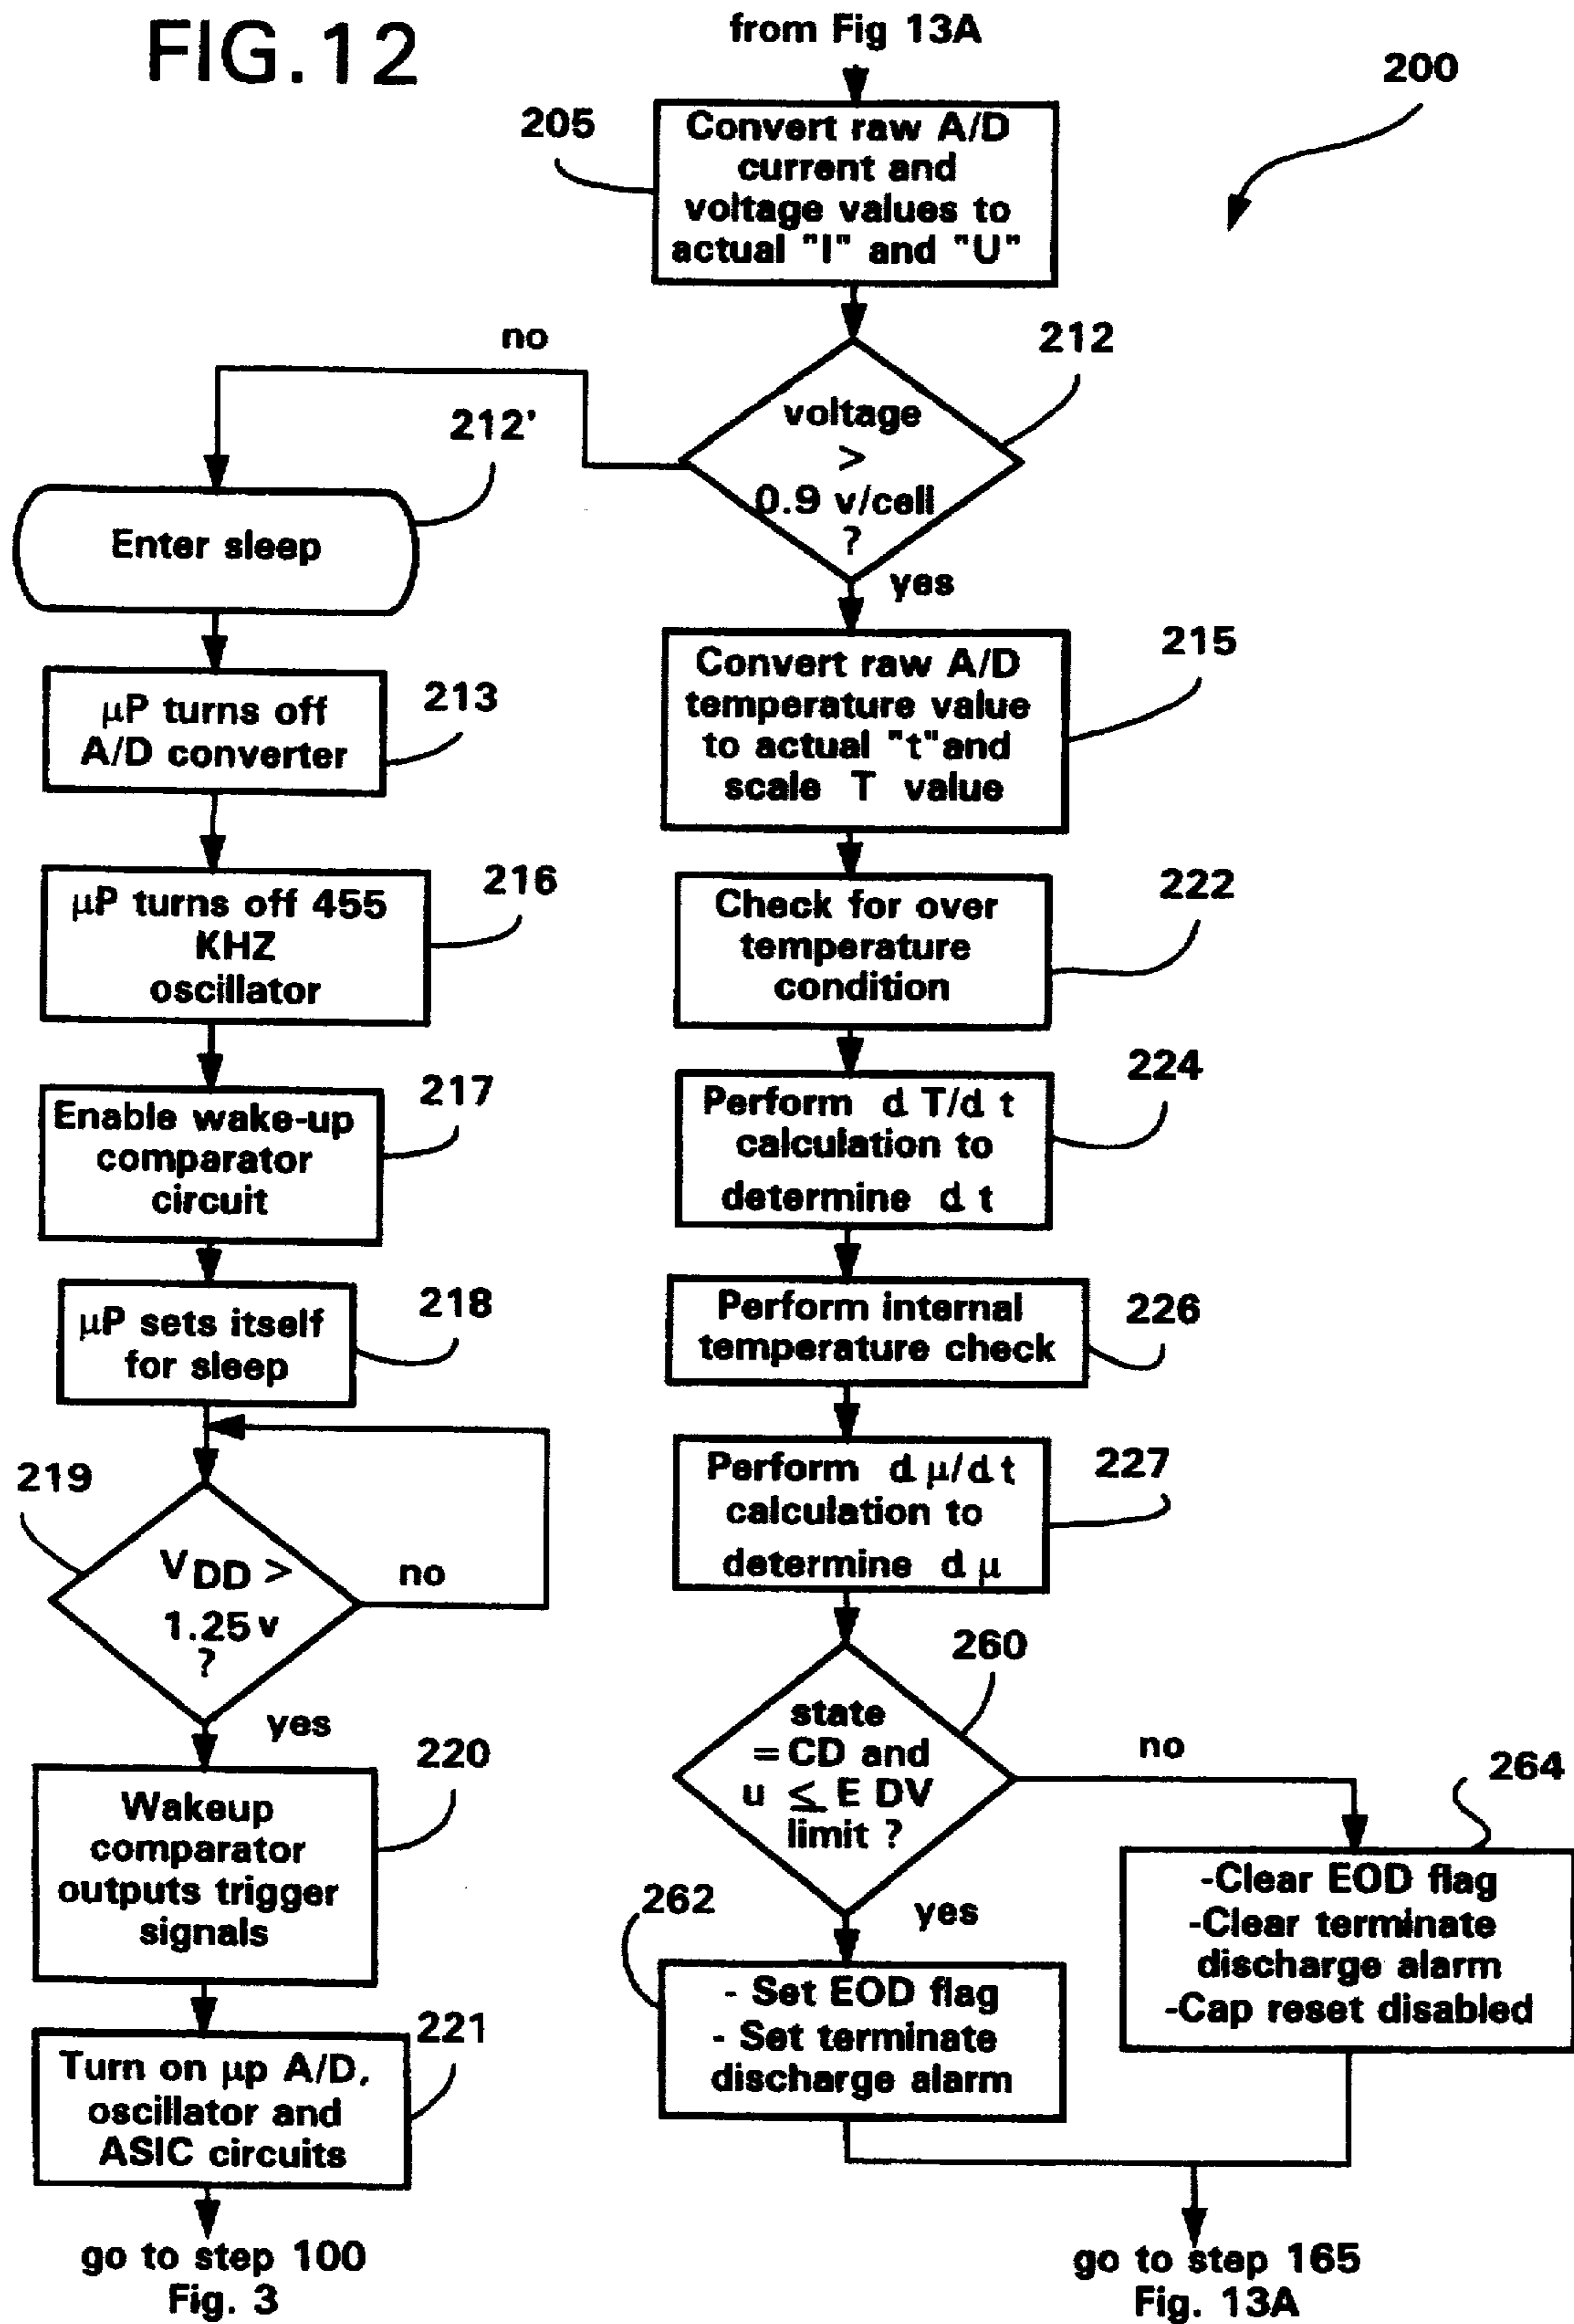 FIG. 12
from Fig 13A
200
205
Convert raw A/D
current and
voltage values to
actual "I" and "U"
212
voltage
>
0.9 v/cell
?
no
yes
212'
Enter sleep
213
μP turns off
A/D converter
216
μP turns off 455
KHZ
oscillator
217
Enable wake-up
comparator
circuit
218
μP sets itself
for sleep
219
VDD >
1.25 v
?
no
yes
220
Wakeup
comparator
outputs trigger
signals
221
Turn on μp A/D,
oscillator and
ASIC circuits
go to step 100
Fig. 3
215
Convert raw A/D
temperature value
to actual "t"and
scale T value
222
Check for over
temperature
condition
224
Perform d T/d t
calculation to
determine d t
226
Perform internal
temperature check
227
Perform d μ/d t
calculation to
determine d μ
260
state
= CD and
u ≤ E DV
limit ?
no
yes
262
- Set EOD flag
- Set terminate
discharge alarm
264
-Clear EOD flag
-Clear terminate
discharge alarm
-Cap reset disabled
go to step 165
Fig. 13A